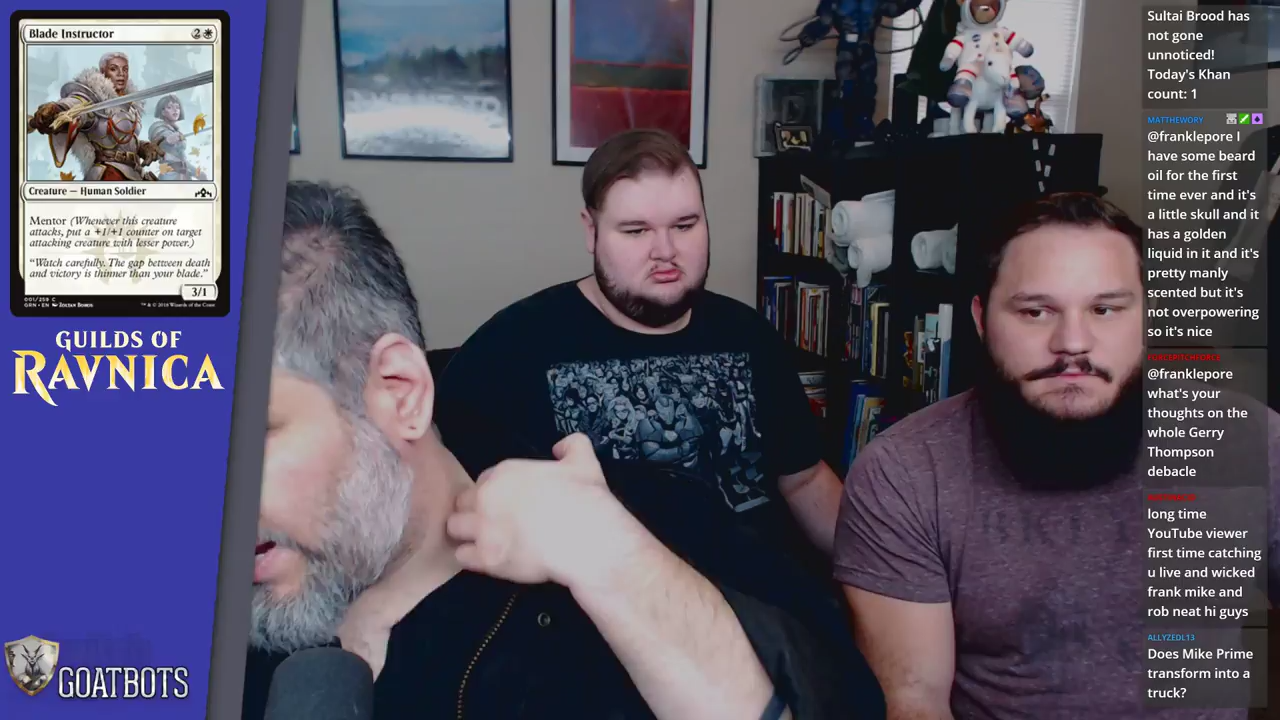 Blade Instructor
2
Creature — Human Soldier
Mentor (Whenever this creature
attacks, put a +1/+1 counter on target
attacking creature with lesser power.)
“Watch carefully. The gap between death
and victory is thinner than your blade.”
3/1
001/259 C
GRN • EN
GUILDS OF
RAVNICA
GOATBOTS
Sultai Brood has
not gone
unnoticed!
Today's Khan
count: 1
MATTHEWORY
@franklepore I
have some beard
oil for the first
time ever and it's
a little skull and it
has a golden
liquid in it and it's
pretty manly
scented but it's
not overpowering
so it's nice
@franklepore
what's your
thoughts on the
whole Gerry
Thompson
debacle
long time
YouTube viewer
first time catching
u live and wicked
frank mike and
rob neat hi guys
ALLYZEDL13
Does Mike Prime
transform into a
truck?